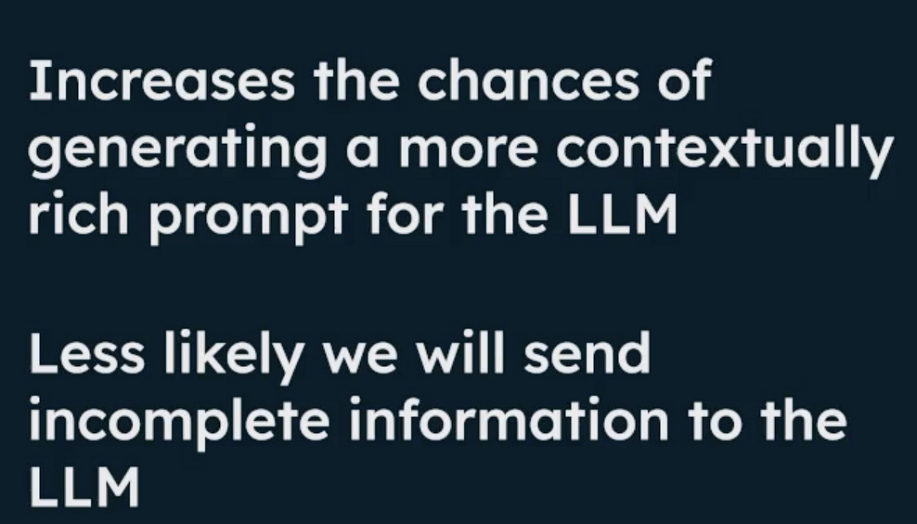 Increases the chances of
generating a more contextually
rich prompt for the LLM
Less likely we will send
incomplete information to the
LLM